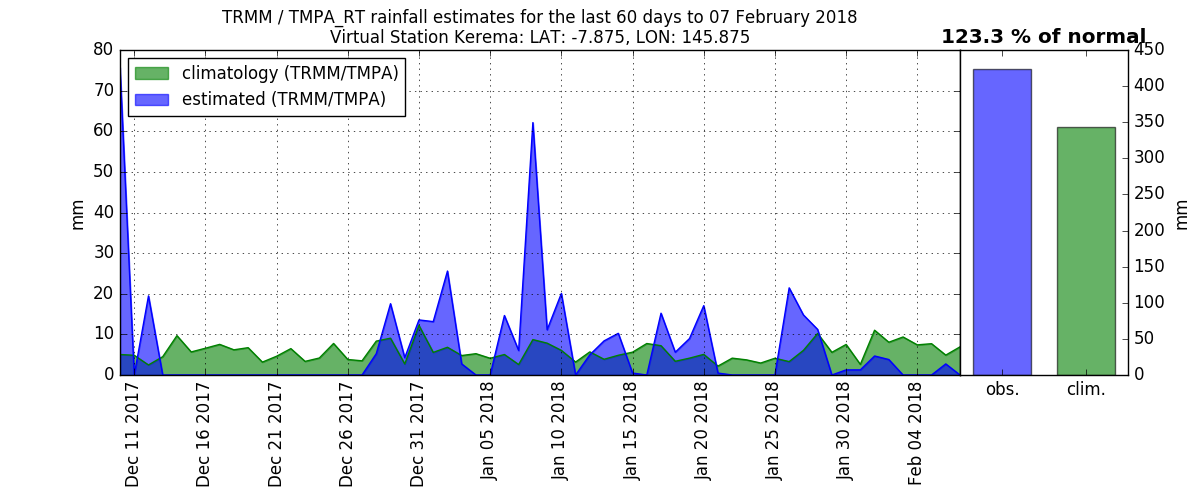 TRMM / TMPA_RT rainfall estimates for the last 60 days to 07 February 2018
Virtual Station Kerema: LAT: -7.875, LON: 145.875
123.3 % of normal
climatology (TRMM/TMPA)
estimated (TRMM/TMPA)
80
70
60
50
40
30
20
10
0
mm
Dec 11 2017
Dec 16 2017
Dec 21 2017
Dec 26 2017
Dec 31 2017
Jan 05 2018
Jan 10 2018
Jan 15 2018
Jan 20 2018
Jan 25 2018
Jan 30 2018
Feb 04 2018
obs.
clim.
450
400
350
300
250
200
150
100
50
0
mm